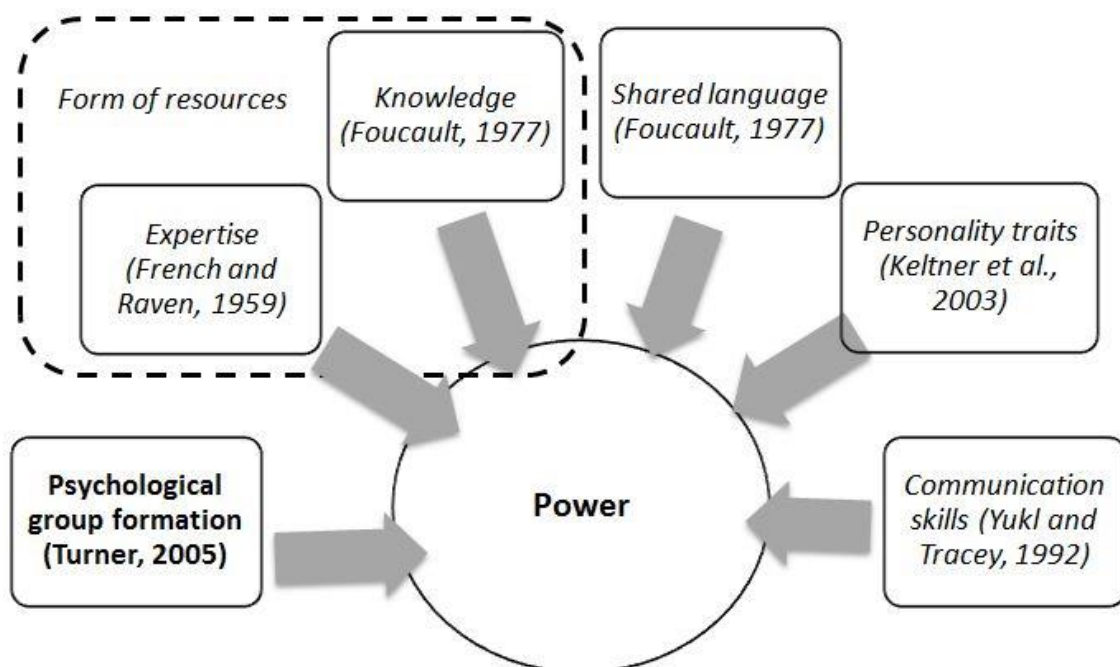 Form of resources
Knowledge
(Foucault, 1977)
Shared language
(Foucault, 1977)
Expertise
(French and
Raven, 1959)
Personality traits
(Keltner et al.,
2003)
Psychological
group formation
(Turner, 2005)
Power
Communication
skills (Yukl and
Tracey, 1992)